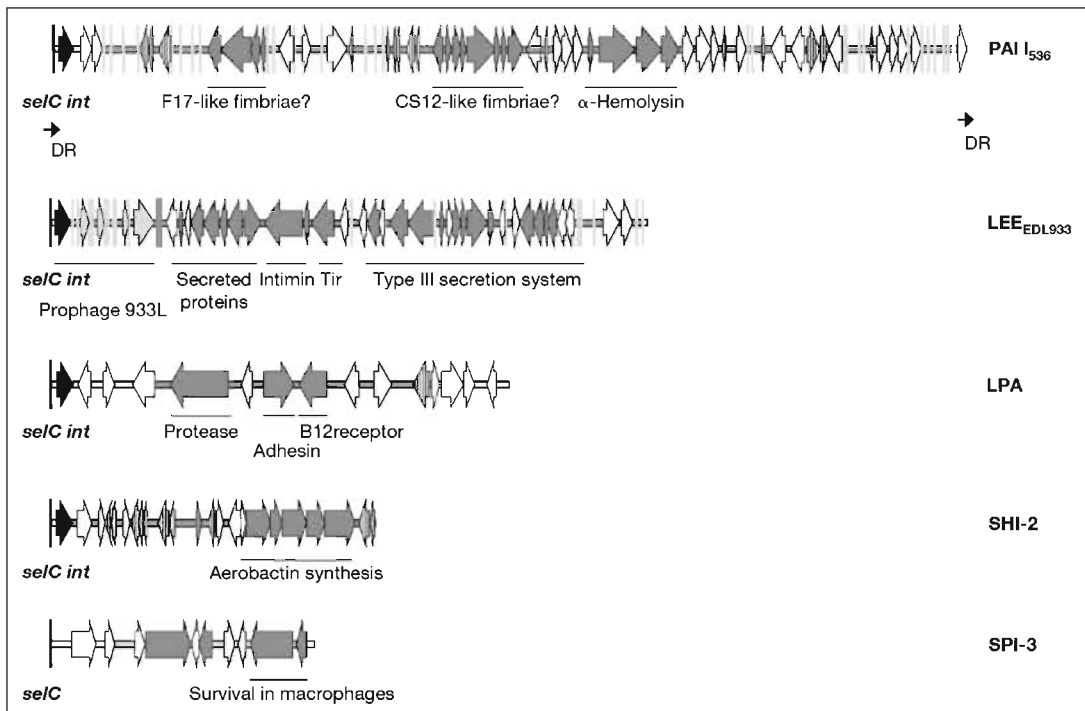 PAI I536
selC int
F17-like fimbriae?
CS12-like fimbriae?
α-Hemolysin
DR
DR
LEEEDL933
selC int
Prophage 933L
Secreted
proteins
Intimin
Tir
Type III secretion system
LPA
selC int
Protease
Adhesin
B12receptor
SHI-2
selC int
Aerobactin synthesis
SPI-3
selC
Survival in macrophages